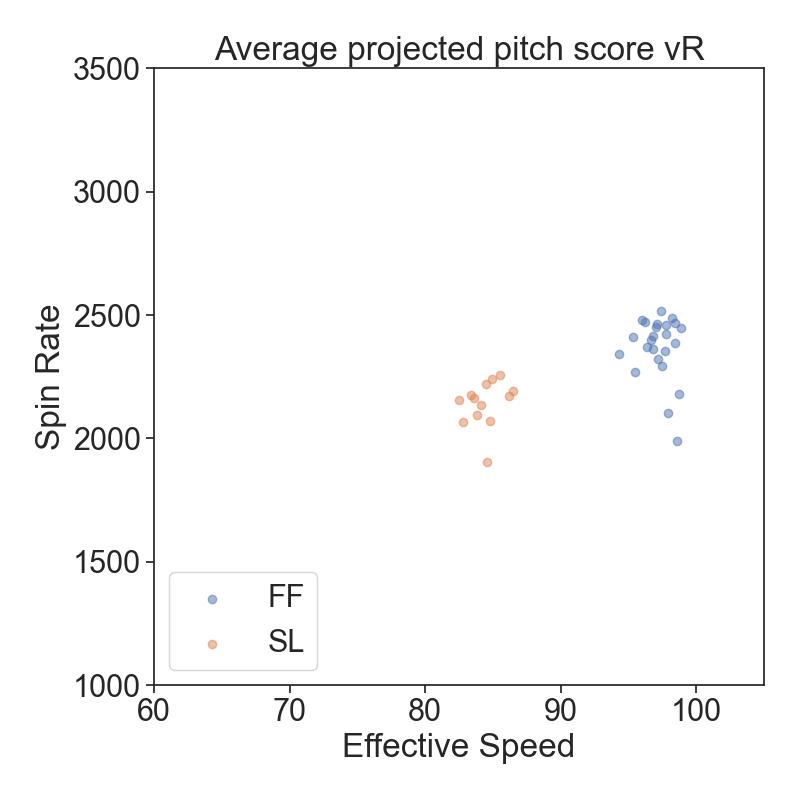 Average projected pitch score vR
3500
3000
2500
2000
1500
1000
Spin Rate
FF
SL
60 70 80 90 100
Effective Speed